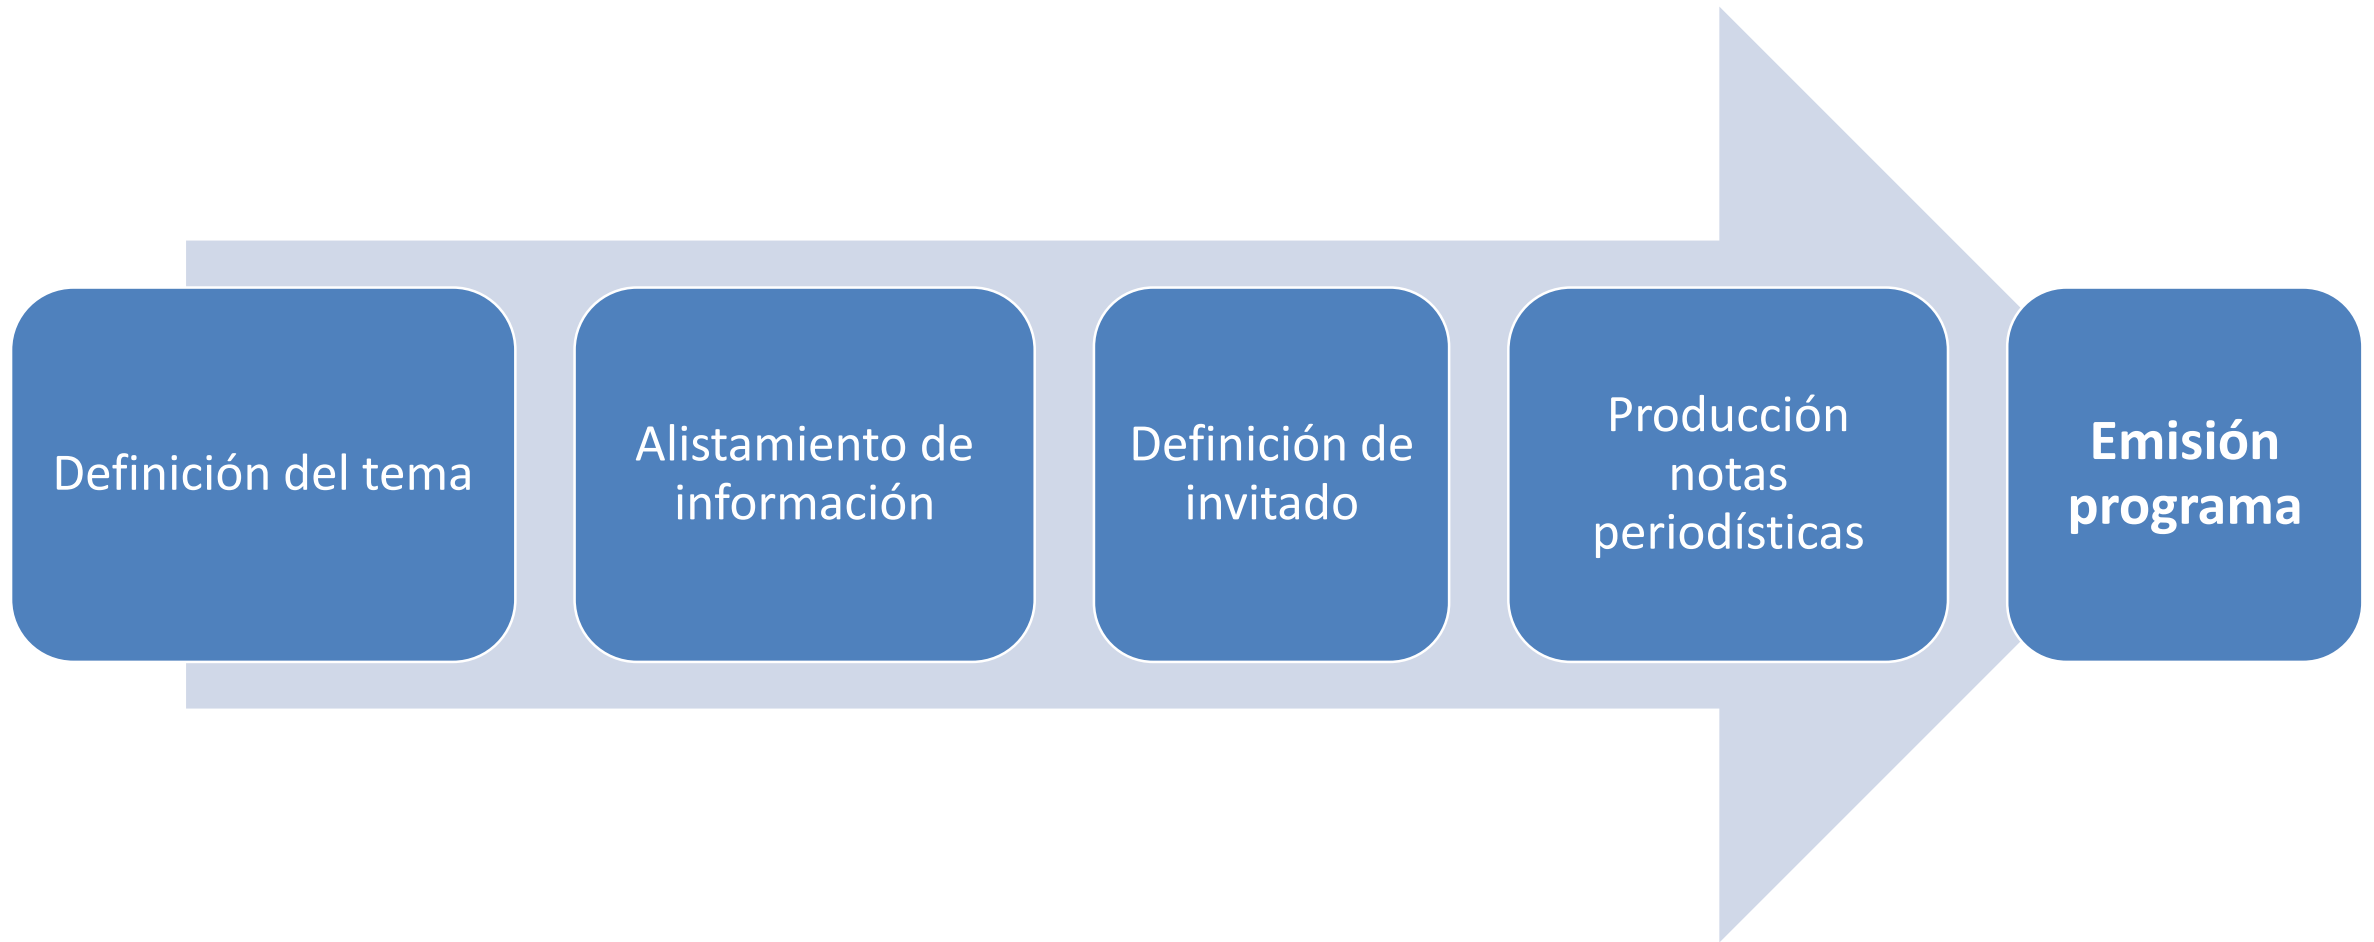 Definición del tema
Alistamiento de
información
Definición de
invitado
Producción
notas
periodísticas
Emisión
programa